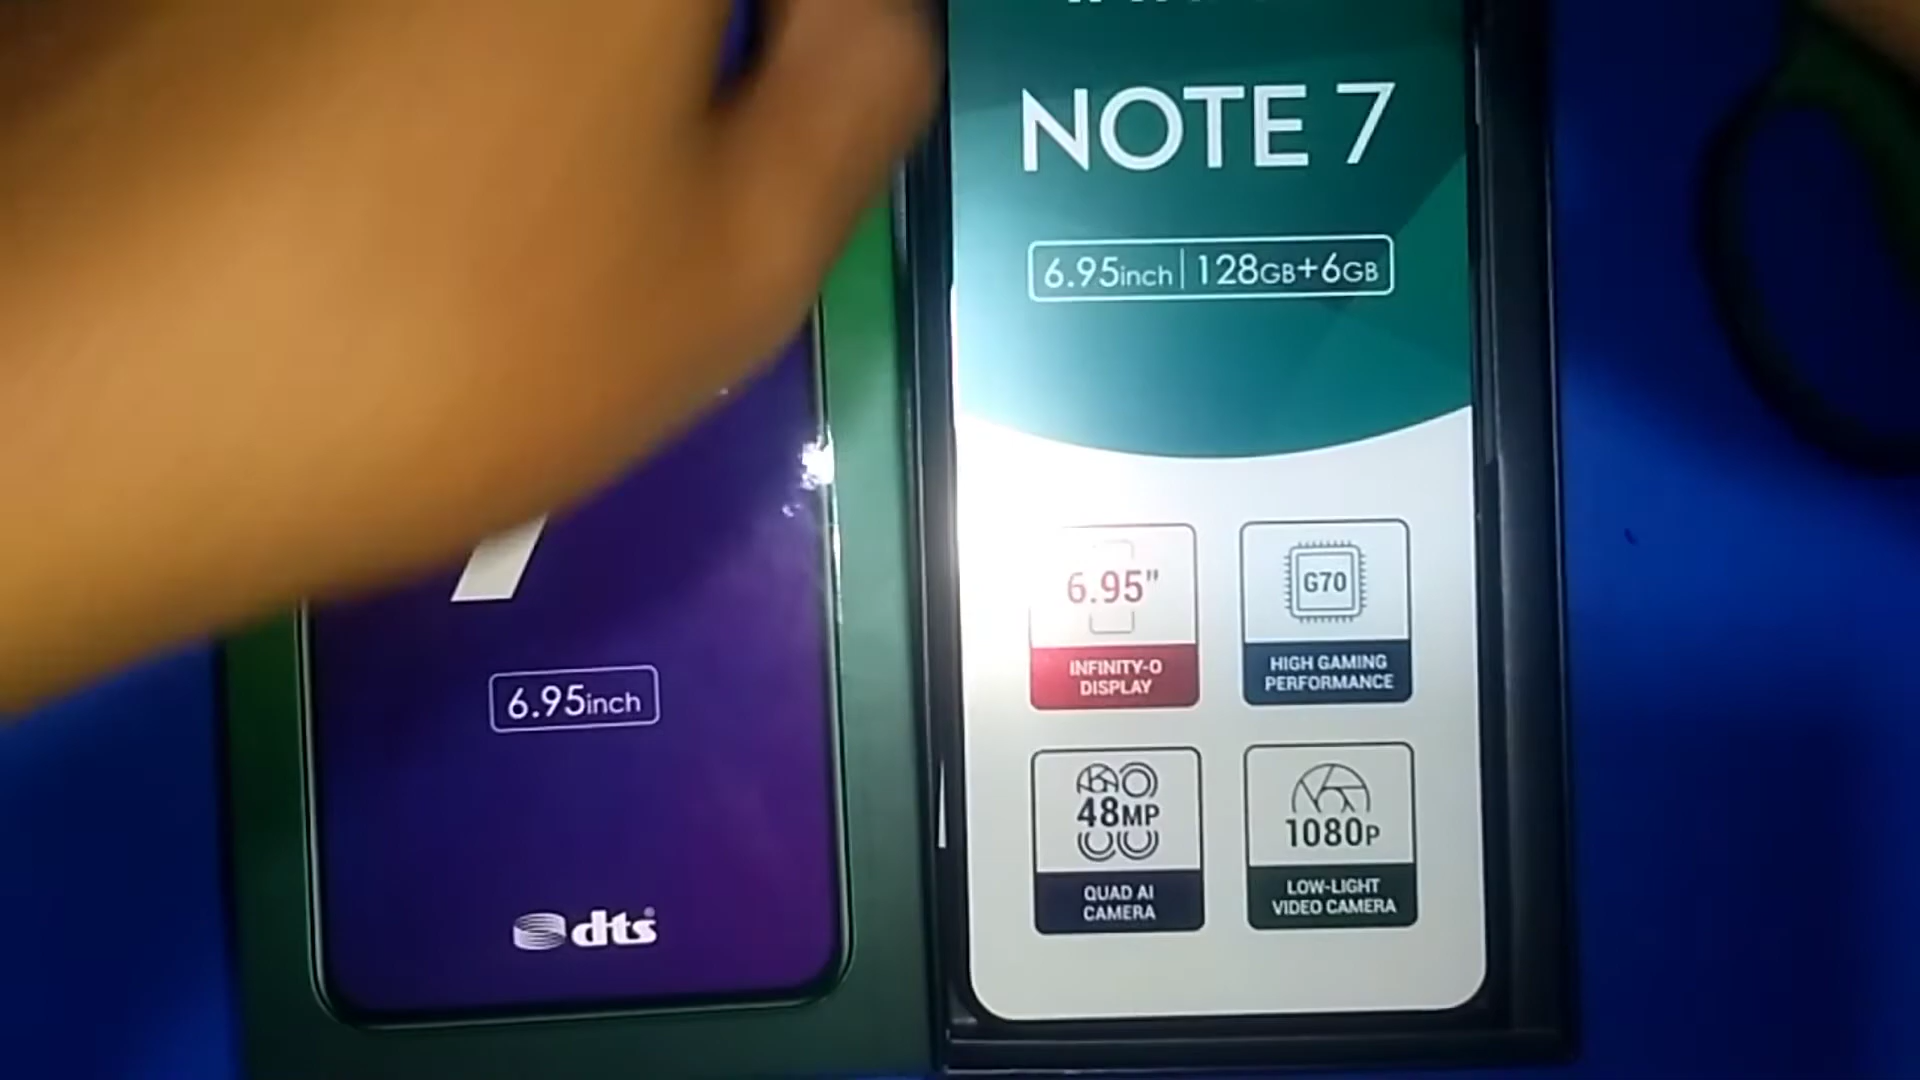 7
6.95inch
dts
NOTE 7
6.95inch | 128GB+6GB
6.95"
INFINITY-O
DISPLAY
G70
HIGH GAMING
PERFORMANCE
48MP
QUAD AI
CAMERA
1080P
LOW-LIGHT
VIDEO CAMERA